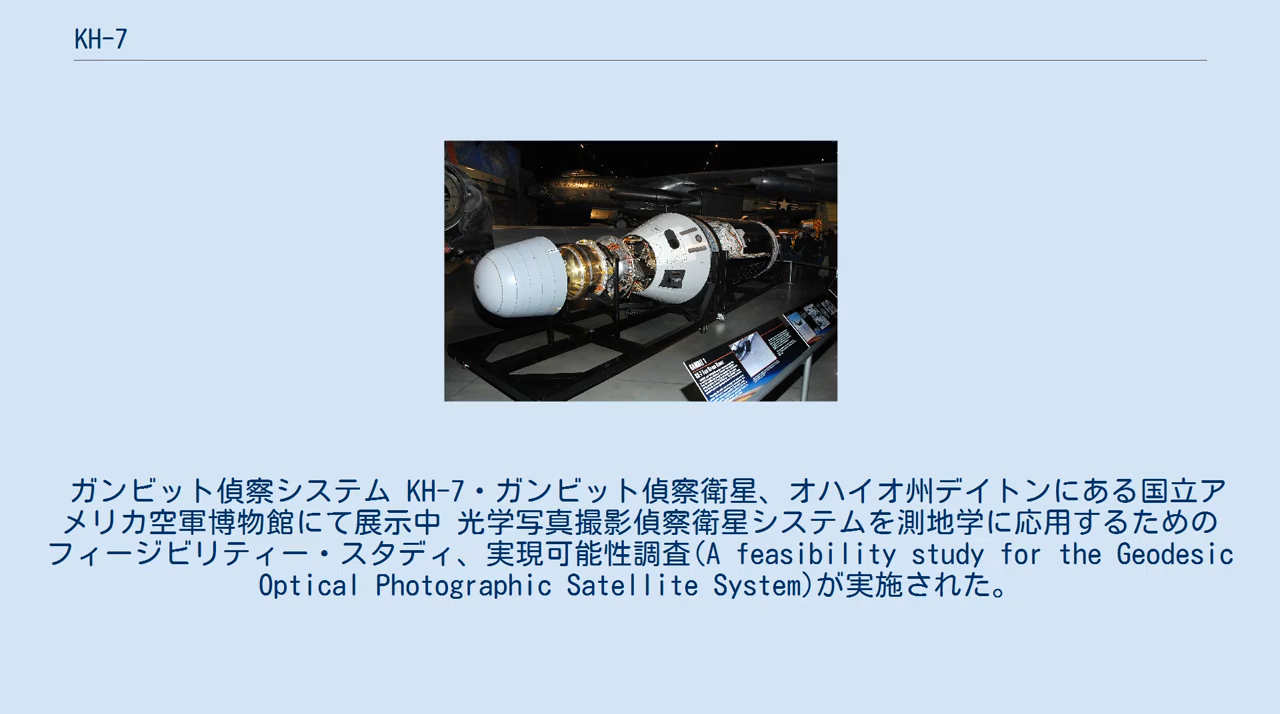 KH-7
U.S. AIR FORCE
GAMBIT 1
ガンビット偵察システム KH-7・ガンビット偵察衛星、オハイオ州デイトンにある国立ア
メリカ空軍博物館にて展示中 光学写真撮影偵察衛星システムを測地学に応用するための
フィージビリティー・スタディ、実現可能性調査(A feasibility study for the Geodesic
Optical Photographic Satellite System)が実施された。